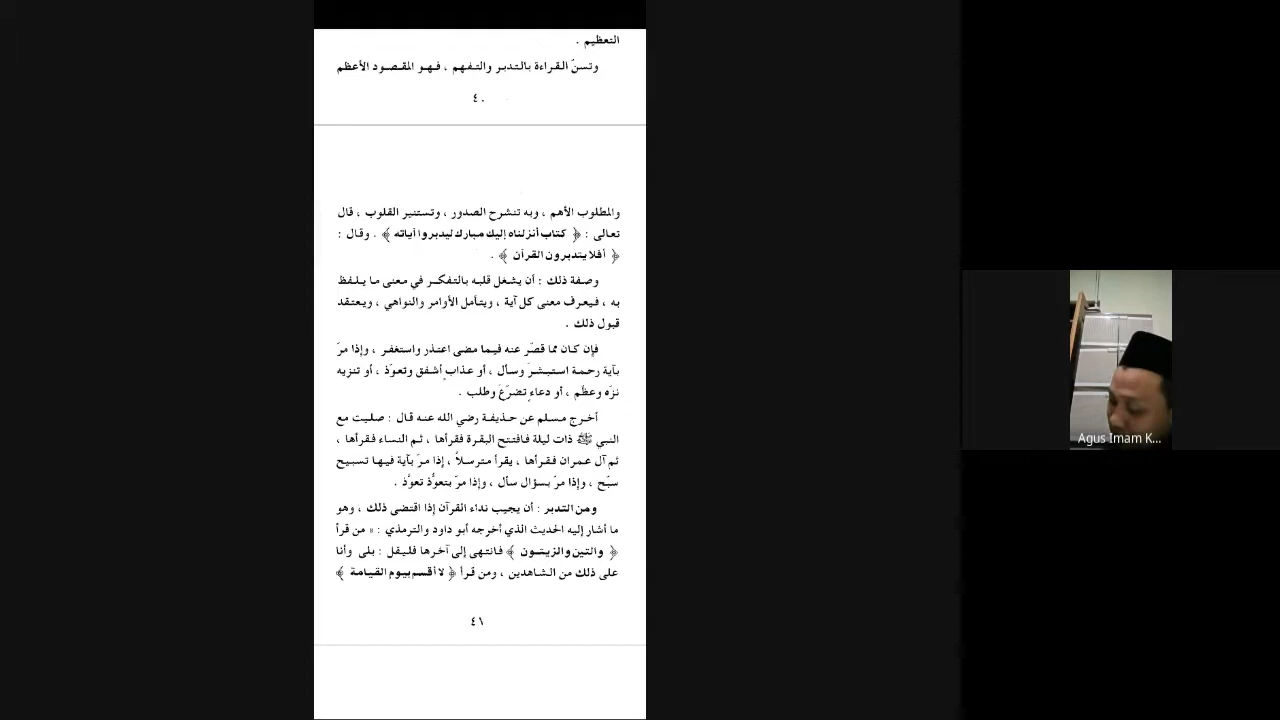 التعظيم .
وتسنّ القراءة بالتدبر والتفهم ، فهو المقصود الأعظم
٤٠
والمطلوب الأهم ، وبه تنشرح الصدور ، وتستنير القلوب ، قال
تعالى : ﴿ كتاب أنزلناه إليك مبارك ليدبروا آياته ﴾ . وقال :
﴿ أفلا يتدبرون القرآن ﴾ .
وصفة ذلك : أن يشغل قلبه بالتفكر في معنى ما يلفظ
به ، فيعرف معنى كل آية ، ويتأمل الأوامر والنواهي ، ويعتقد
قبول ذلك .
فإن كان مما قصّر عنه فيما مضى اعتذر واستغفر ، وإذا مرّ
بآية رحمة استبشرَ وسأل ، أو عذابٍ أشفق وتعوّذ ، أو تنزيه
نزّه وعظّم ، أو دعاءٍ تضرّعَ وطلب .
أخرج مسلم عن حذيفة رضي الله عنه قال : صليت مع
النبي ﷺ ذات ليلة فافتتح البقرة فقرأها ، ثم النساء فقرأها ،
ثم آل عمران فقرأها ، يقرأ مترسلاً ، إذا مرَ بآية فيها تسبيح
سبّح ، وإذا مرّ بسؤال سأل ، وإذا مرّ بتعوُّذ تعوَّذ .
ومن التدبر : أن يجيب نداء القرآن إذا اقتضى ذلك ، وهو
ما أشار إليه الحديث الذي أخرجه أبو داود والترمذي : « من قرأ
﴿ والتين والزيتون ﴾ فانتهى إلى آخرها فليقل : بلى وأنا
على ذلك من الشاهدين ، ومن قرأ ﴿ لا أقسم بيوم القيامة ﴾
٤١
Agus Imam K...